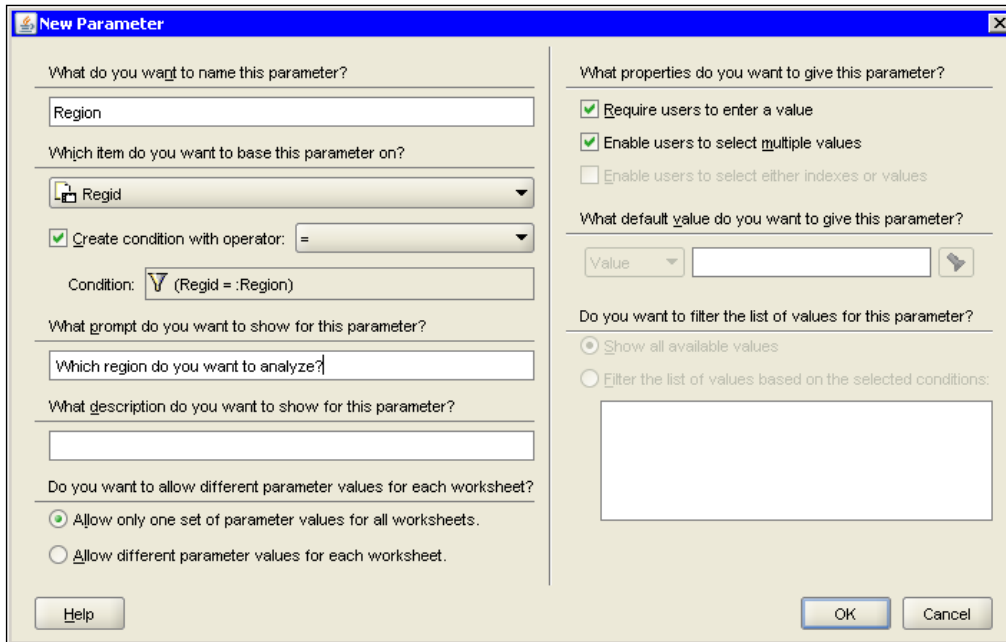 New Parameter
What do you want to name this parameter?
Region
Which item do you want to base this parameter on?
Regid
Create condition with operator: =
Condition: (Regid = :Region)
What prompt do you want to show for this parameter?
Which region do you want to analyze?
What description do you want to show for this parameter?
Do you want to allow different parameter values for each worksheet?
Allow only one set of parameter values for all worksheets.
Allow different parameter values for each worksheet.
What properties do you want to give this parameter?
Require users to enter a value
Enable users to select multiple values
Enable users to select either indexes or values
What default value do you want to give this parameter?
Value
Do you want to filter the list of values for this parameter?
Show all available values
Filter the list of values based on the selected conditions:
Help
OK
Cancel